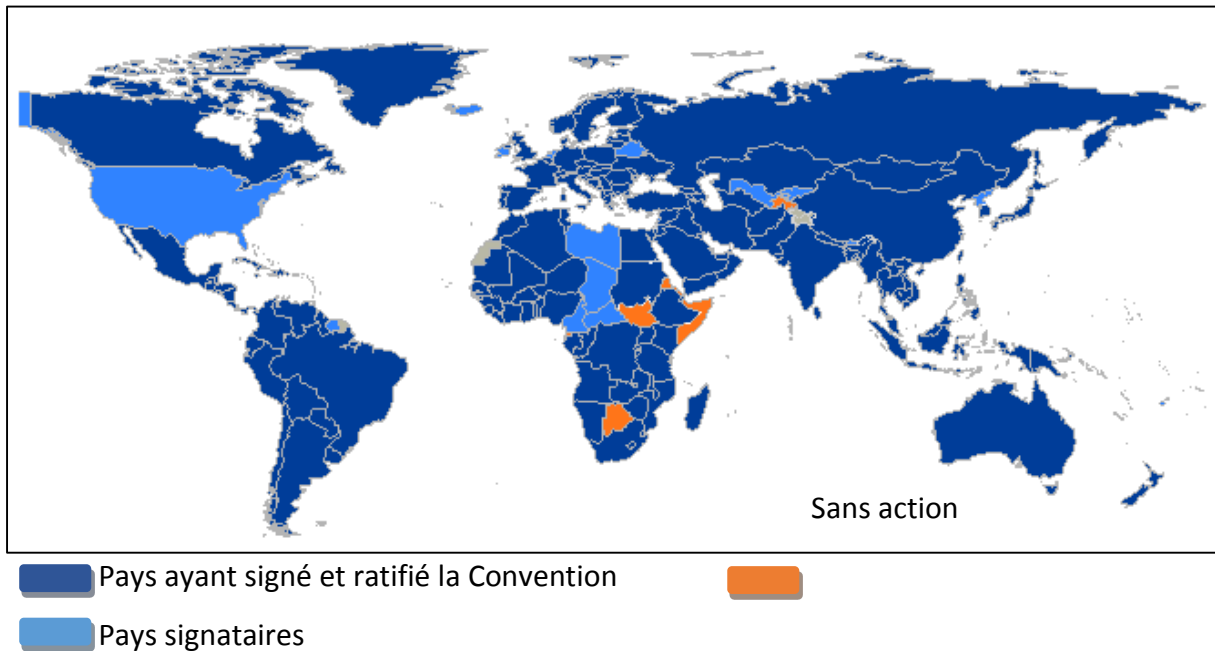 Sans action
Pays ayant signé et ratifié la Convention
Pays signataires